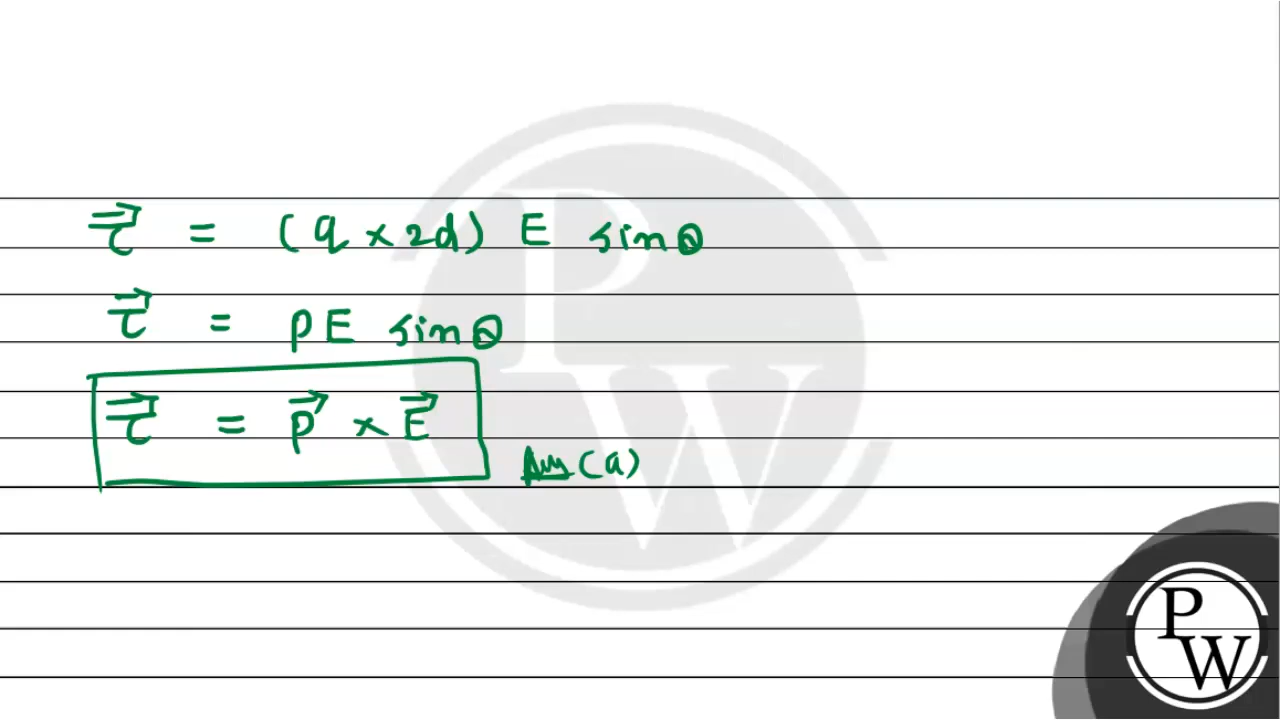 τ⃗ = (q × 2d) E sinθ
τ⃗ = pE sinθ
τ⃗ = p⃗ × E⃗
Ans (a)
P
W
P
W